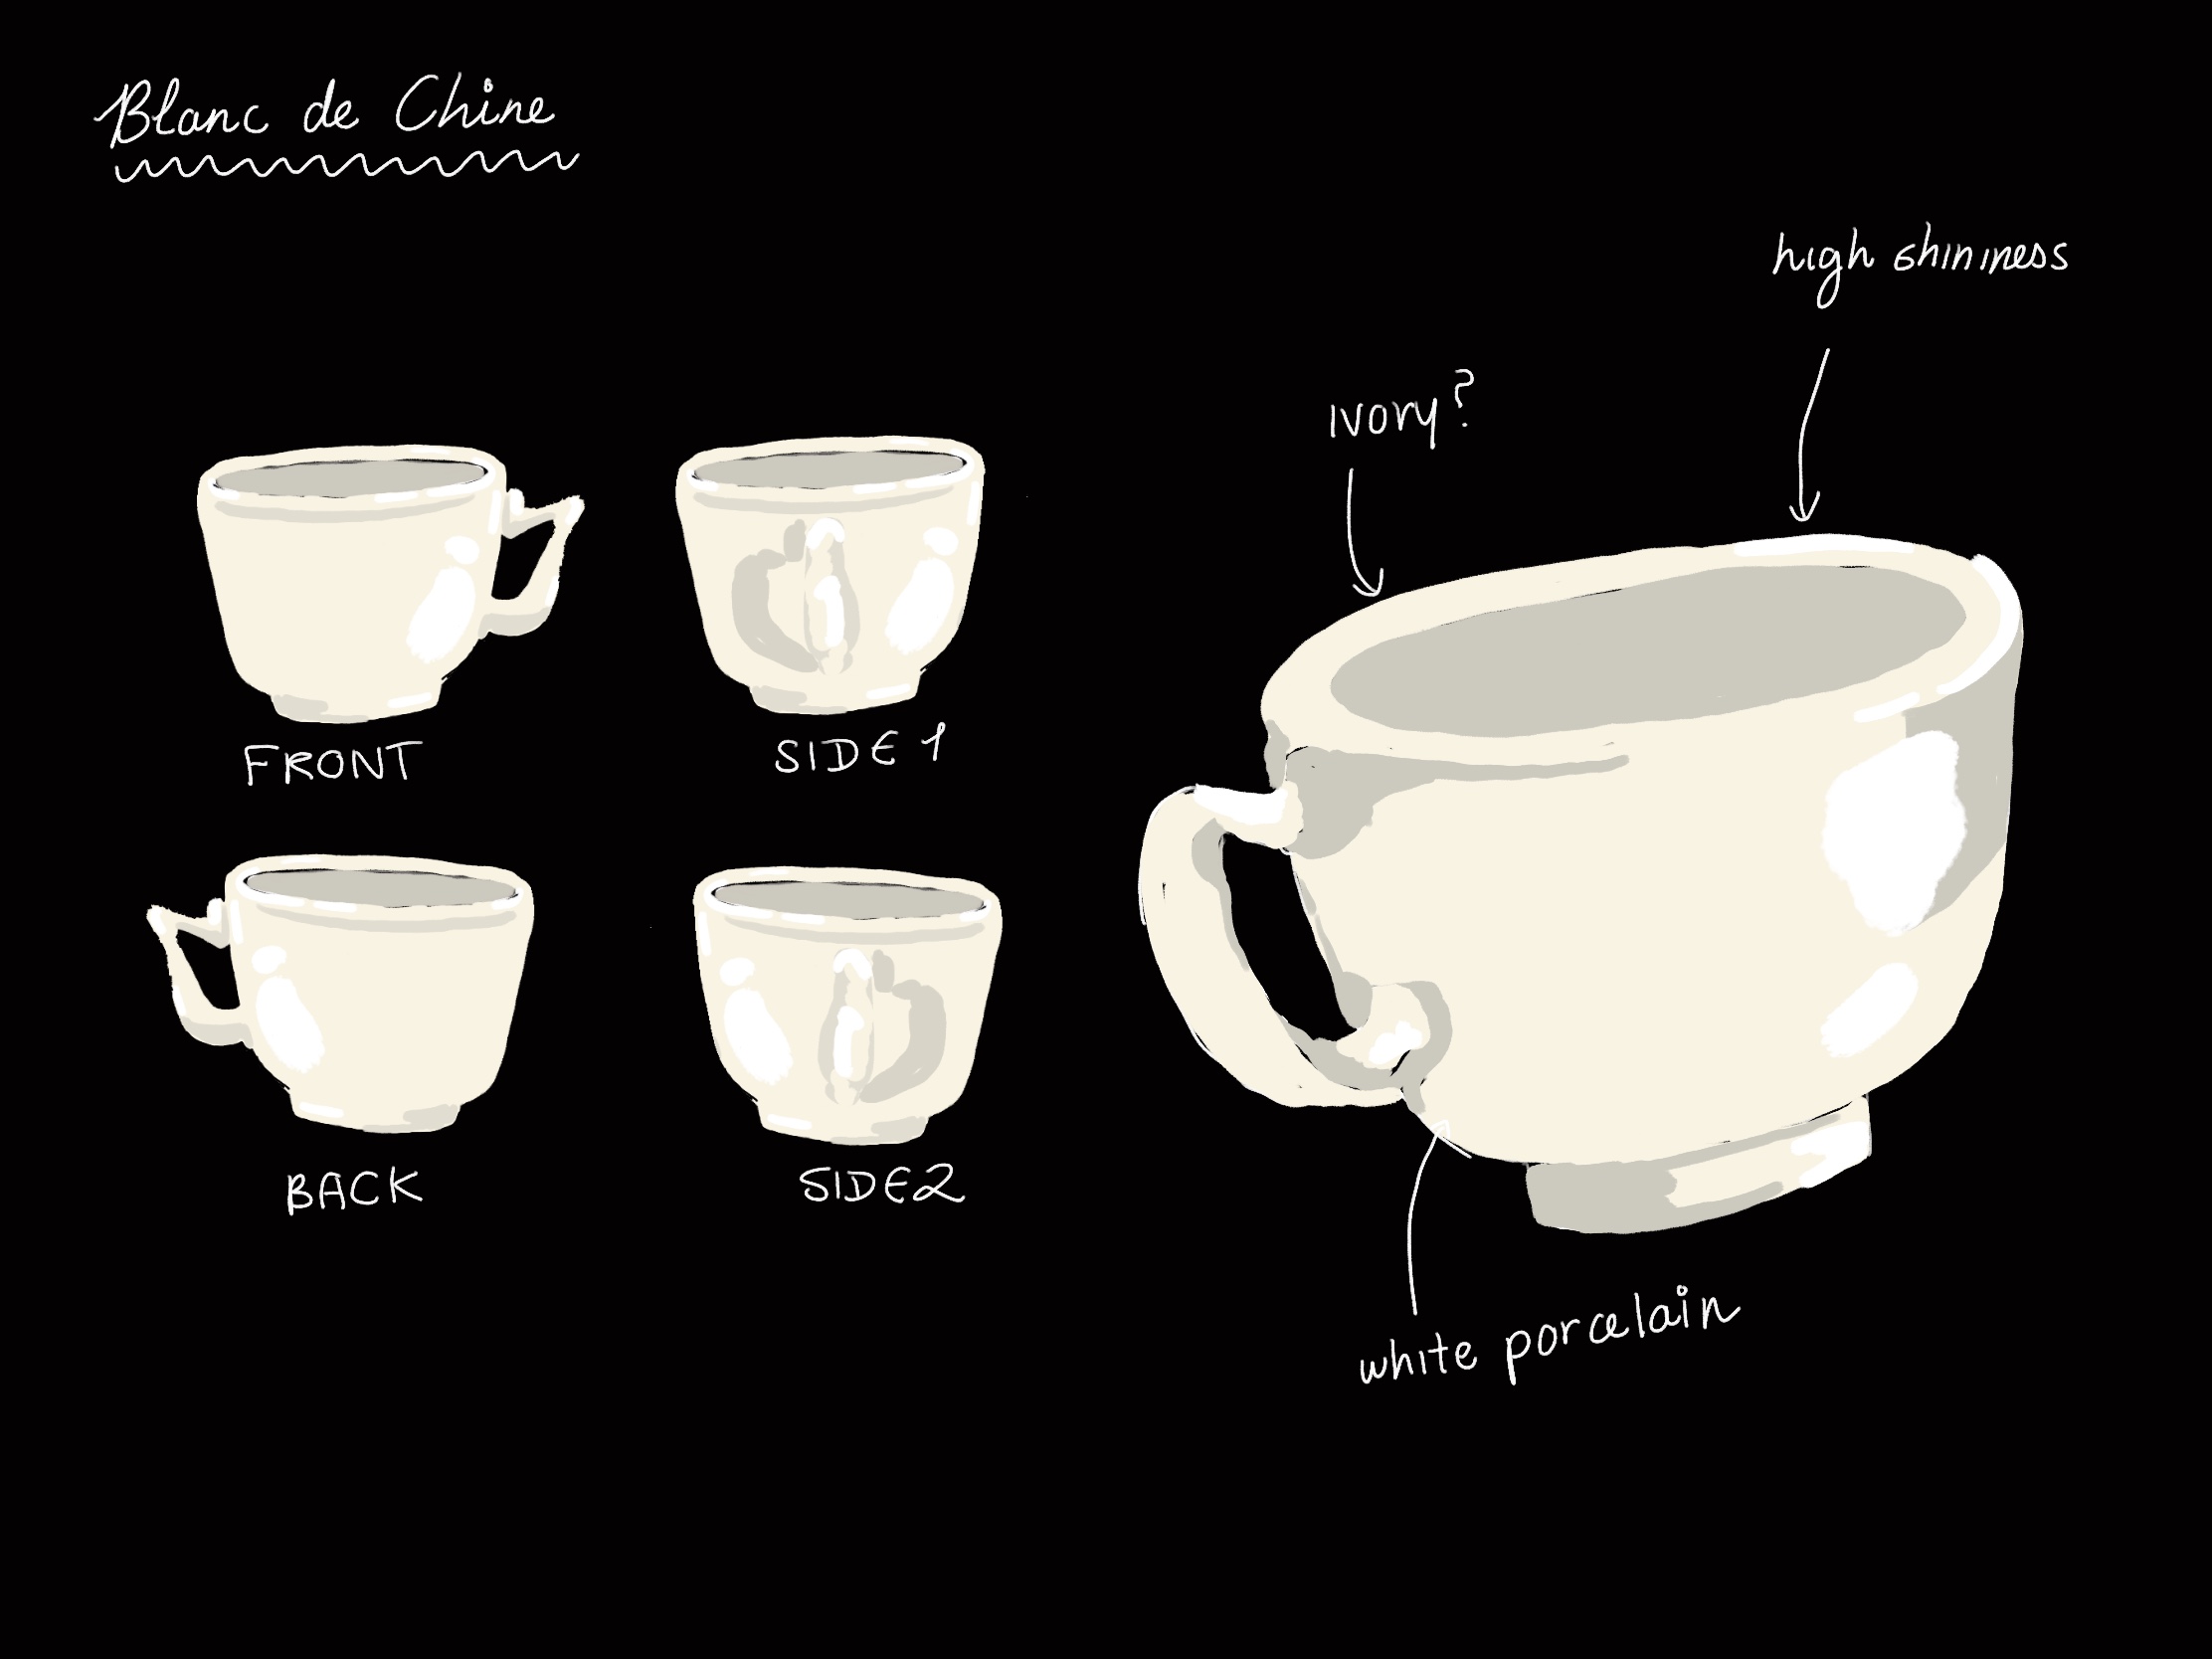 Blanc de Chine
high shininess
ivory?
FRONT
SIDE 1
BACK
SIDE2
white porcelain